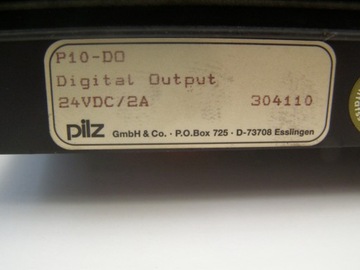 P10-DO
Digital Output
24VDC/2A 304110
pilz GmbH & Co. · P.O.Box 725 · D-73708 Esslingen